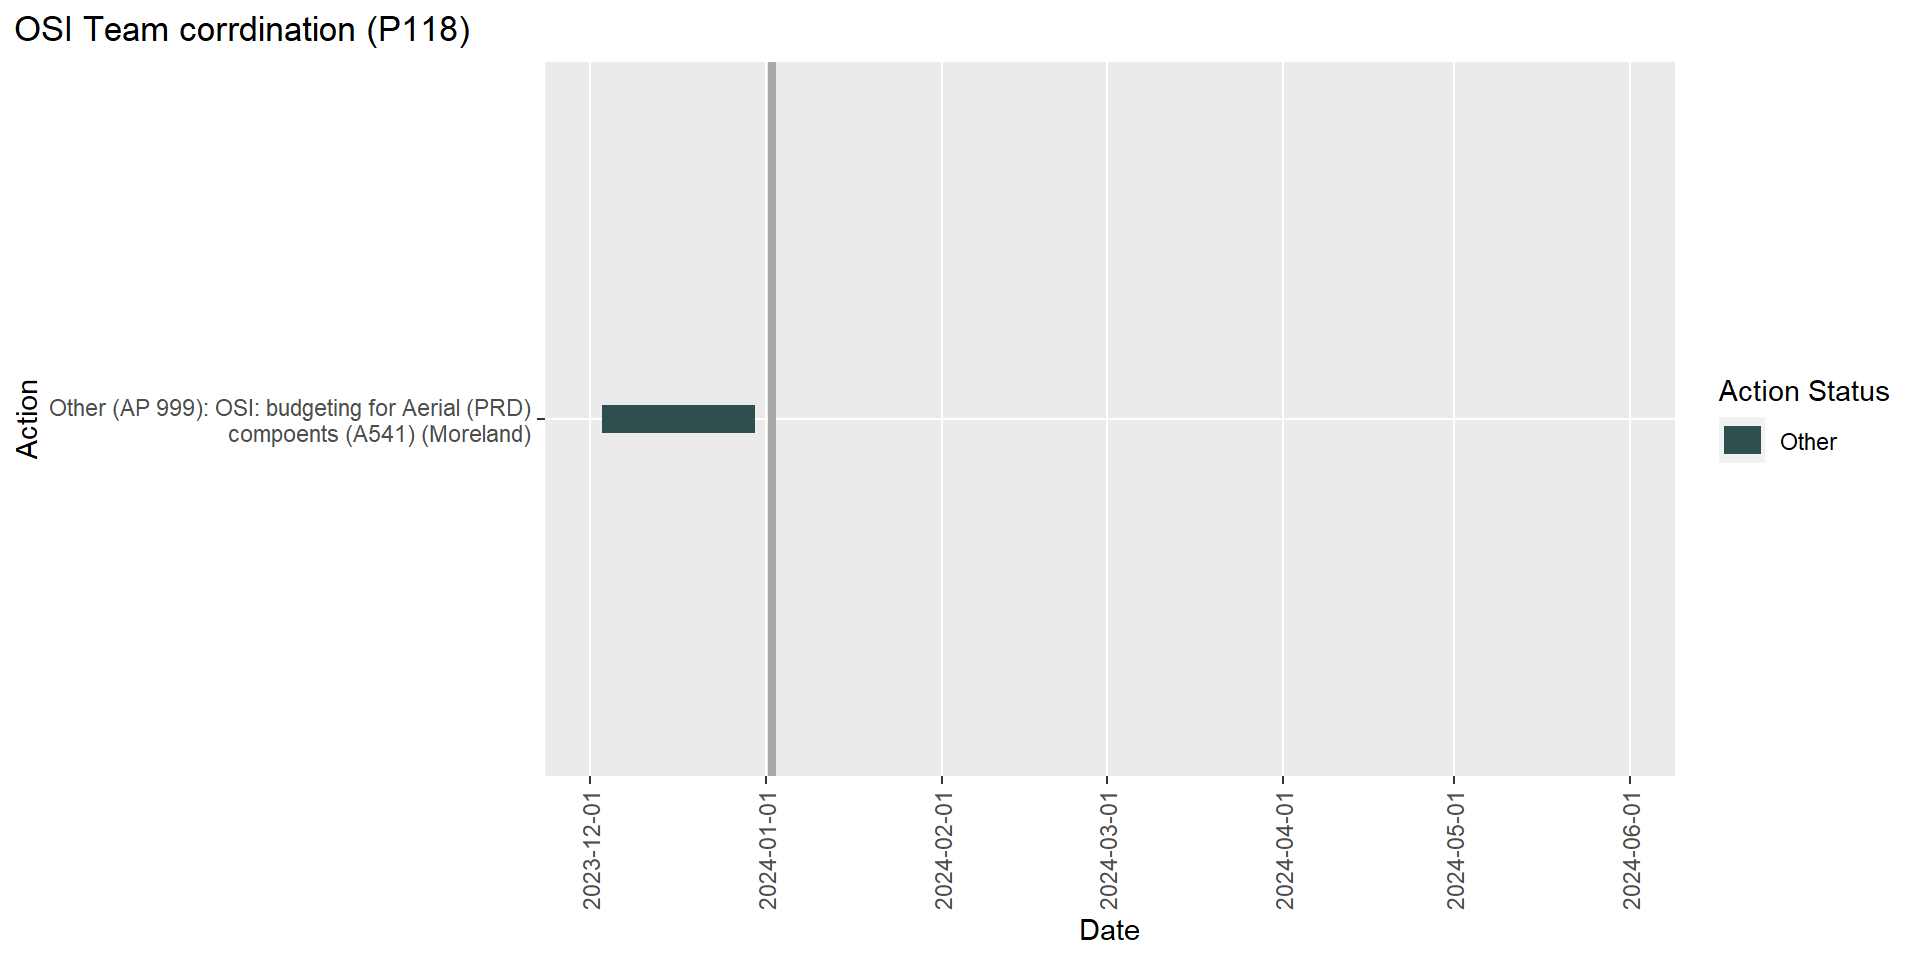 OSI Team corrdination (P118)
Action
Other (AP 999): OSI: budgeting for Aerial (PRD)
compoents (A541) (Moreland)
Action Status
Other
2023-12-01
2024-01-01
2024-02-01
2024-03-01
2024-04-01
2024-05-01
2024-06-01
Date